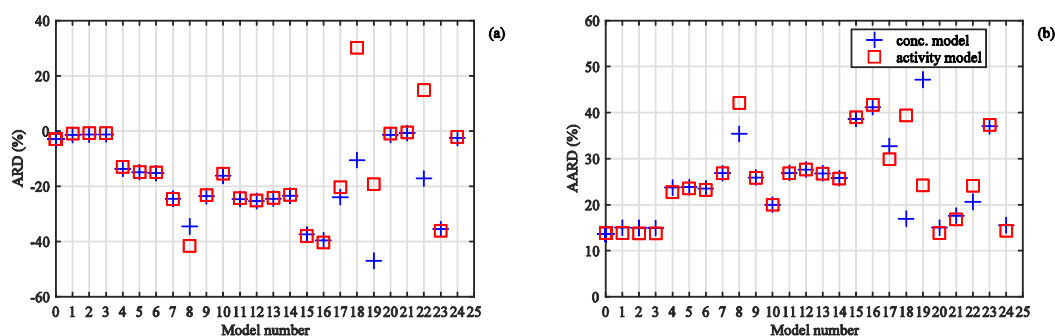 40
20
0
-20
-40
-60
ARD (%)
0 1 2 3 4 5 6 7 8 9 10 11 12 13 14 15 16 17 18 19 20 21 22 23 24 25
Model number
(a)
60
50
40
30
20
10
0
AARD (%)
0 1 2 3 4 5 6 7 8 9 10 11 12 13 14 15 16 17 18 19 20 21 22 23 24 25
Model number
conc. model
activity model
(b)